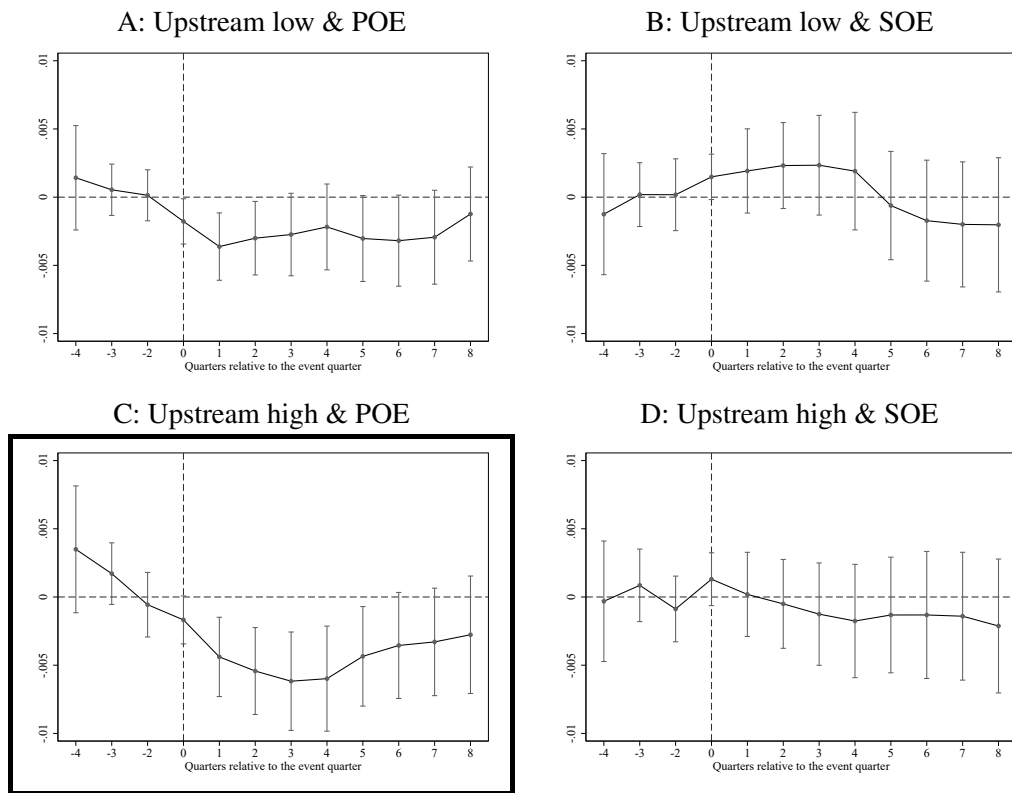 A: Upstream low & POE
.01
.005
0
-.005
-.01
-4 -3 -2 0 1 2 3 4 5 6 7 8
Quarters relative to the event quarter
B: Upstream low & SOE
.01
.005
0
-.005
-.01
-4 -3 -2 0 1 2 3 4 5 6 7 8
Quarters relative to the event quarter
C: Upstream high & POE
.01
.005
0
-.005
-.01
-4 -3 -2 0 1 2 3 4 5 6 7 8
Quarters relative to the event quarter
D: Upstream high & SOE
.01
.005
0
-.005
-.01
-4 -3 -2 0 1 2 3 4 5 6 7 8
Quarters relative to the event quarter